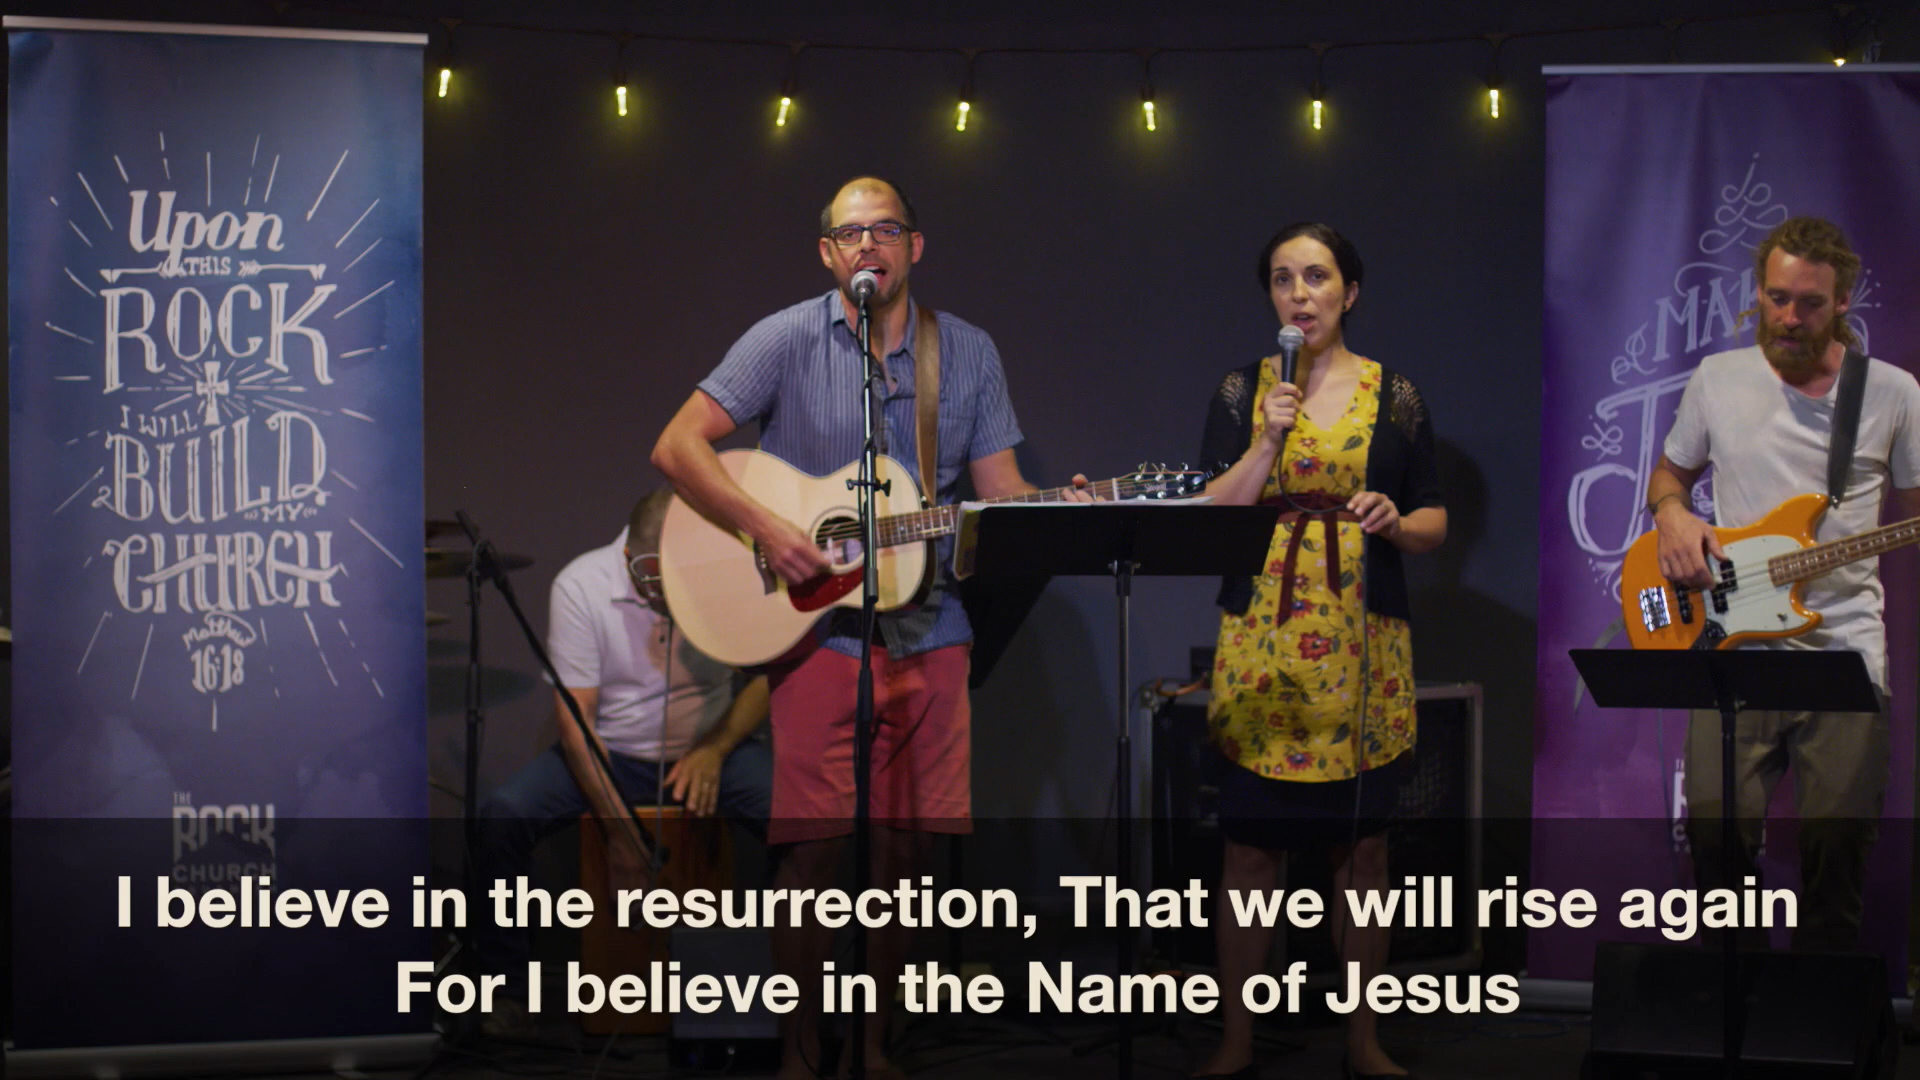 Upon
THIS
ROCK
I WILL
BUILD
MY
CHURCH
Matthew
16:18
THE
ROCK
CHURCH
MAK
I believe in the resurrection, That we will rise again
For I believe in the Name of Jesus